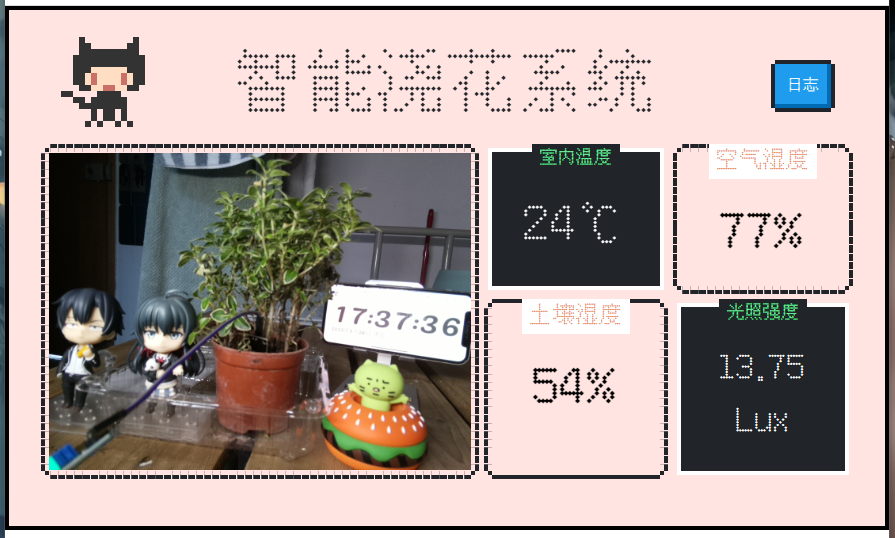 智能浇花系统
日志
室内温度
24℃
空气湿度
77%
17:37:36
土壤湿度
54%
光照强度
13.75
Lux